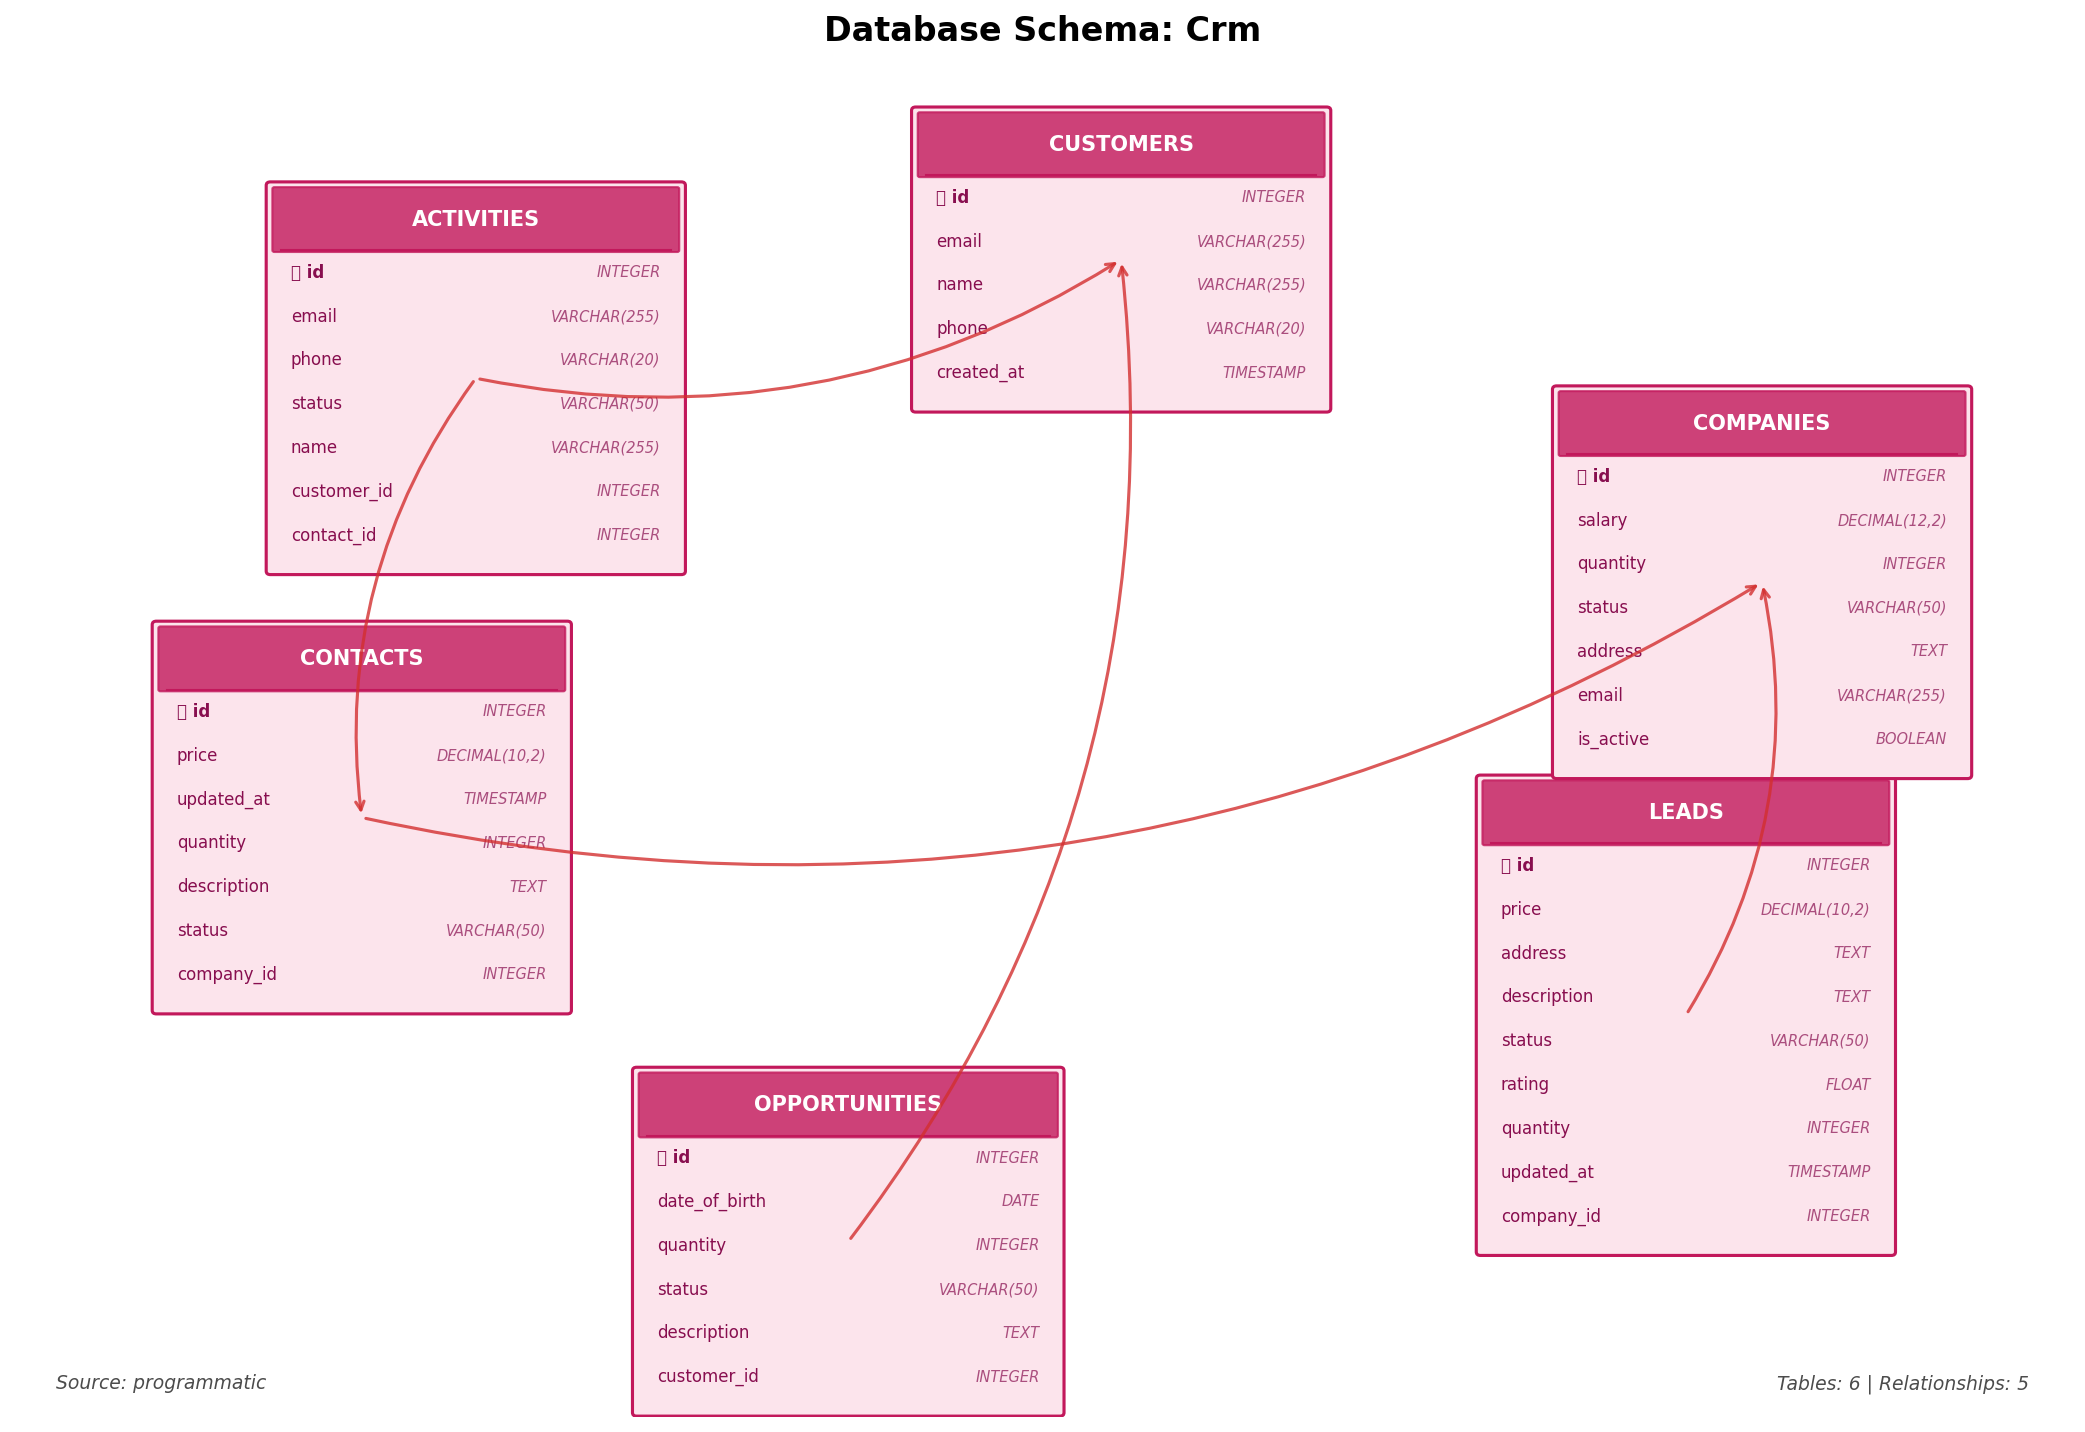 Database Schema: Crm
CUSTOMERS
id INTEGER
email VARCHAR(255)
name VARCHAR(255)
phone VARCHAR(20)
created_at TIMESTAMP
ACTIVITIES
id INTEGER
email VARCHAR(255)
phone VARCHAR(20)
status VARCHAR(50)
name VARCHAR(255)
customer_id INTEGER
contact_id INTEGER
COMPANIES
id INTEGER
salary DECIMAL(12,2)
quantity INTEGER
status VARCHAR(50)
address TEXT
email VARCHAR(255)
is_active BOOLEAN
CONTACTS
id INTEGER
price DECIMAL(10,2)
updated_at TIMESTAMP
quantity INTEGER
description TEXT
status VARCHAR(50)
company_id INTEGER
LEADS
id INTEGER
price DECIMAL(10,2)
address TEXT
description TEXT
status VARCHAR(50)
rating FLOAT
quantity INTEGER
updated_at TIMESTAMP
company_id INTEGER
OPPORTUNITIES
id INTEGER
date_of_birth DATE
quantity INTEGER
status VARCHAR(50)
description TEXT
customer_id INTEGER
Source: programmatic
Tables: 6 | Relationships: 5